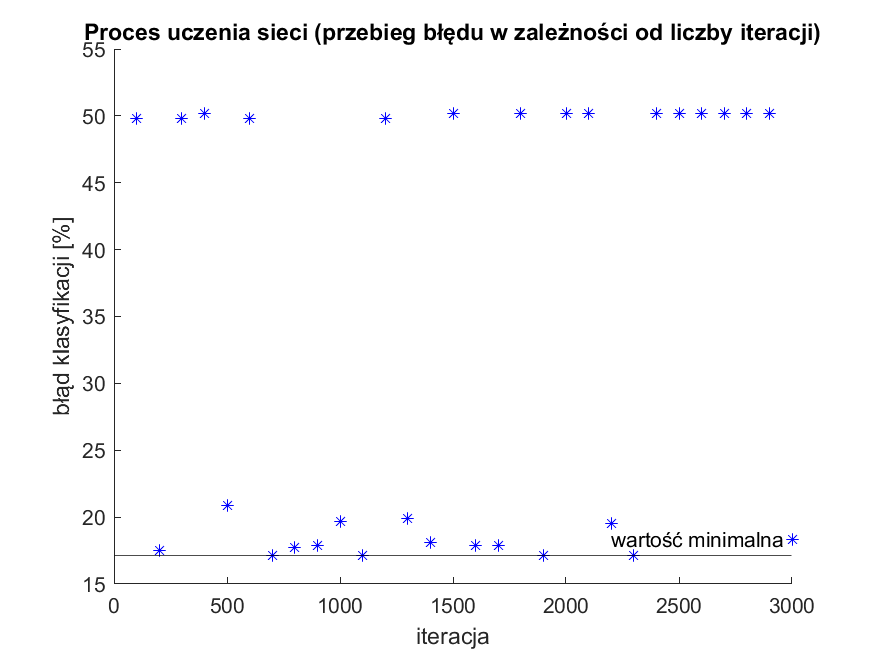 Proces uczenia sieci (przebieg błędu w zależności od liczby iteracji)
55
50
45
40
35
30
25
20
15
błąd klasyfikacji [%]
wartość minimalna
0 500 1000 1500 2000 2500 3000
iteracja